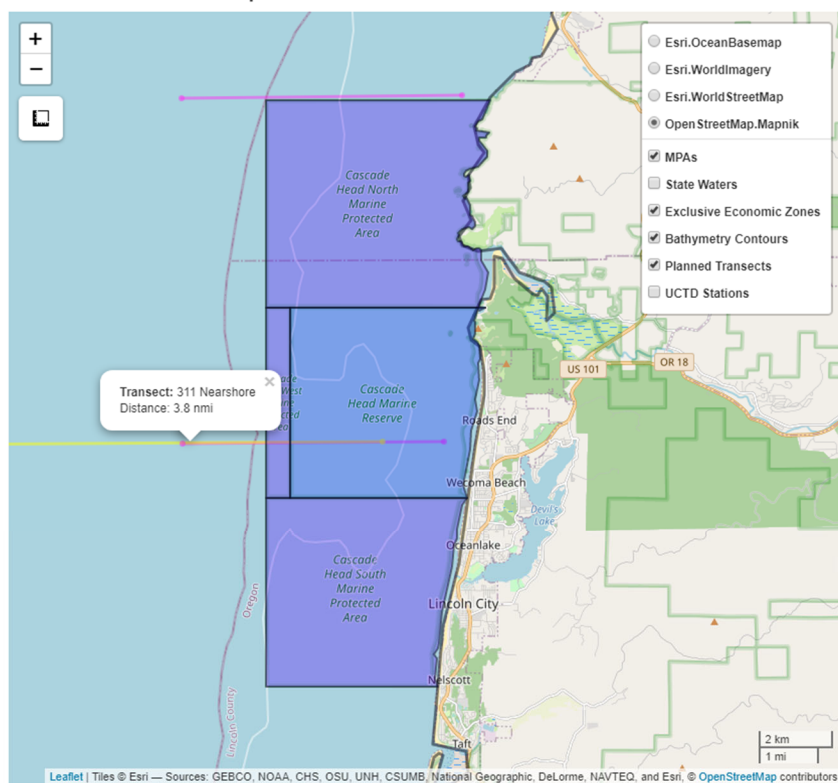 +
−
Esri.OceanBasemap
Esri.WorldImagery
Esri.WorldStreetMap
OpenStreetMap.Mapnik
MPAs
State Waters
Exclusive Economic Zones
Bathymetry Contours
Planned Transects
UCTD Stations
Cascade
Head North
Marine
Protected
Area
US 101
OR 18
×
Transect: 311 Nearshore
Distance: 3.8 nmi
Cascade
Head Marine
Reserve
Roads End
Wecoma Beach
Devil's
Lake
Oceanlake
Cascade
Head South
Marine
Protected
Area
Oregon
Lincoln City
Lincoln County
Nelscott
Taft
2 km
1 mi
Leaflet | Tiles © Esri — Sources: GEBCO, NOAA, CHS, OSU, UNH, CSUMB, National Geographic, DeLorme, NAVTEQ, and Esri, © OpenStreetMap contributors